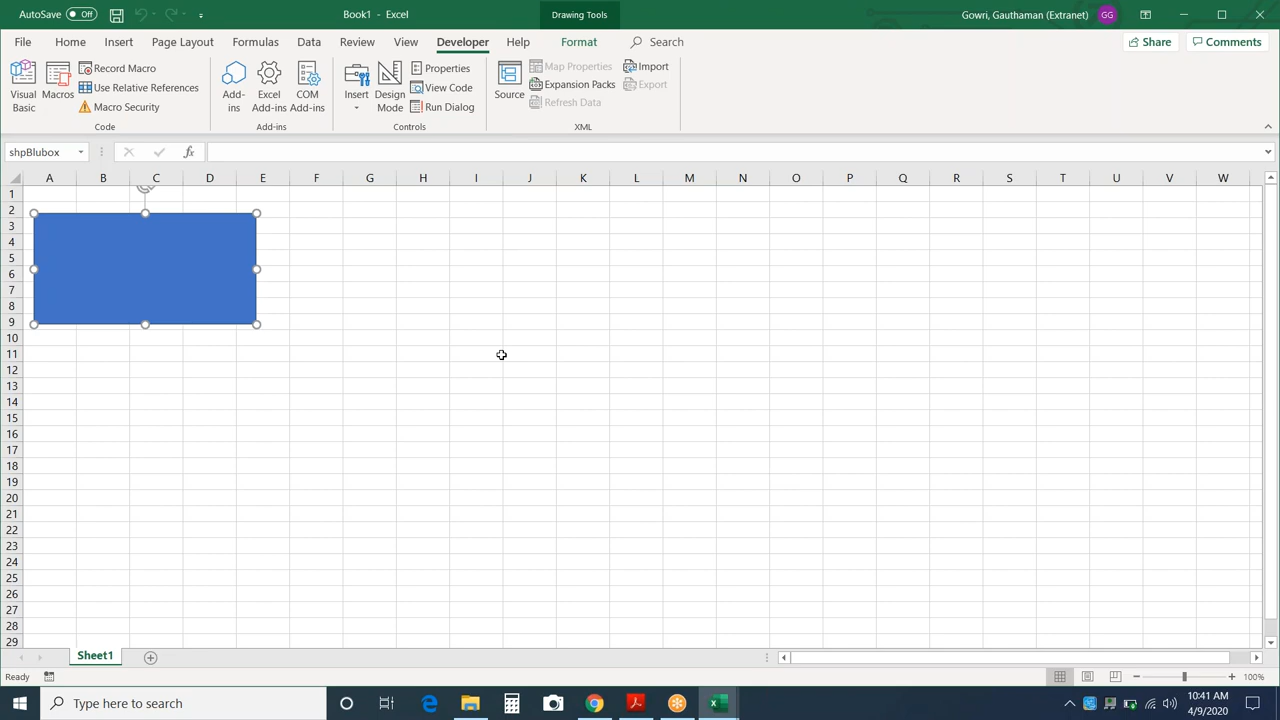 AutoSave Off Book1 - Excel Drawing Tools Gowri, Gauthaman (Extranet) GG
File Home Insert Page Layout Formulas Data Review View Developer Help Format Search Share Comments
Visual Basic
Macros
Record Macro
Use Relative References
Macro Security
Code
Add-ins
Excel Add-ins
COM Add-ins
Add-ins
Insert
Design Mode
Properties
View Code
Run Dialog
Controls
Source
Map Properties
Expansion Packs
Refresh Data
Import
Export
XML
shpBlubox fx
A B C D E F G H I J K L M N O P Q R S T U V W
1
2
3
4
5
6
7
8
9
10
11
12
13
14
15
16
17
18
19
20
21
22
23
24
25
26
27
28
29
Sheet1
Ready 100%
Type here to search 10:41 AM
4/9/2020